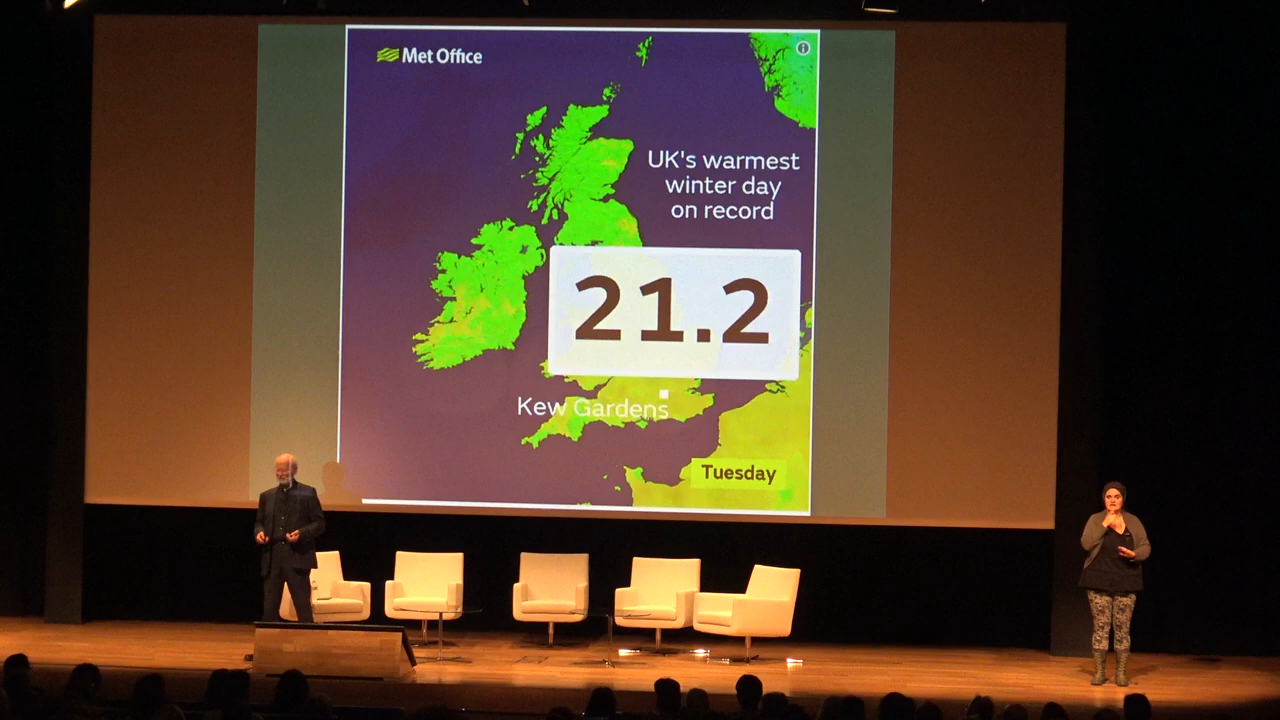 Met Office
UK's warmest
winter day
on record
21.2
Kew Gardens
Tuesday